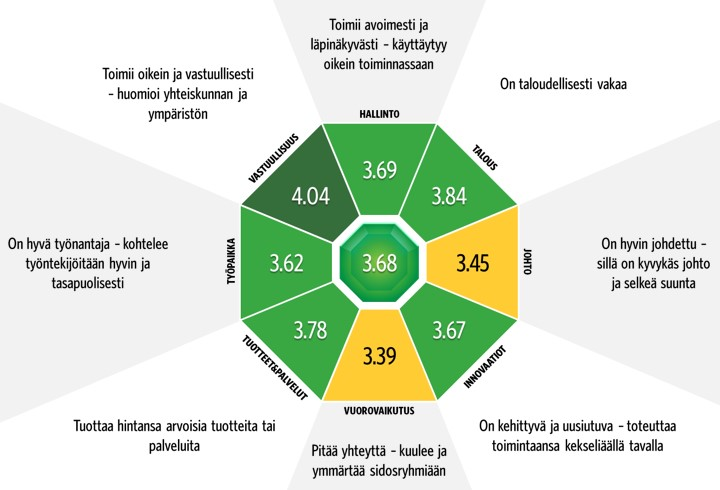 Toimii avoimesti ja
läpinäkyvästi – käyttäytyy
oikein toiminnassaan
HALLINTO
3.69
On taloudellisesti vakaa
TALOUS
3.84
On hyvin johdettu –
sillä on kyvykäs johto
ja selkeä suunta
JOHTO
3.45
On kehittyvä ja uusiutuva – toteuttaa
toimintaansa kekseliäällä tavalla
INNOVAATIOT
3.67
Pitää yhteyttä – kuulee ja
ymmärtää sidosryhmiään
VUOROVAIKUTUS
3.39
Tuottaa hintansa arvoisia tuotteita tai
palveluita
TUOTTEET&PALVELUT
3.78
On hyvä työnantaja – kohtelee
työntekijöitään hyvin ja
tasapuolisesti
TYÖPAIKKA
3.62
Toimii oikein ja vastuullisesti
– huomioi yhteiskunnan ja
ympäristön
VASTUULLISUUS
4.04
3.68